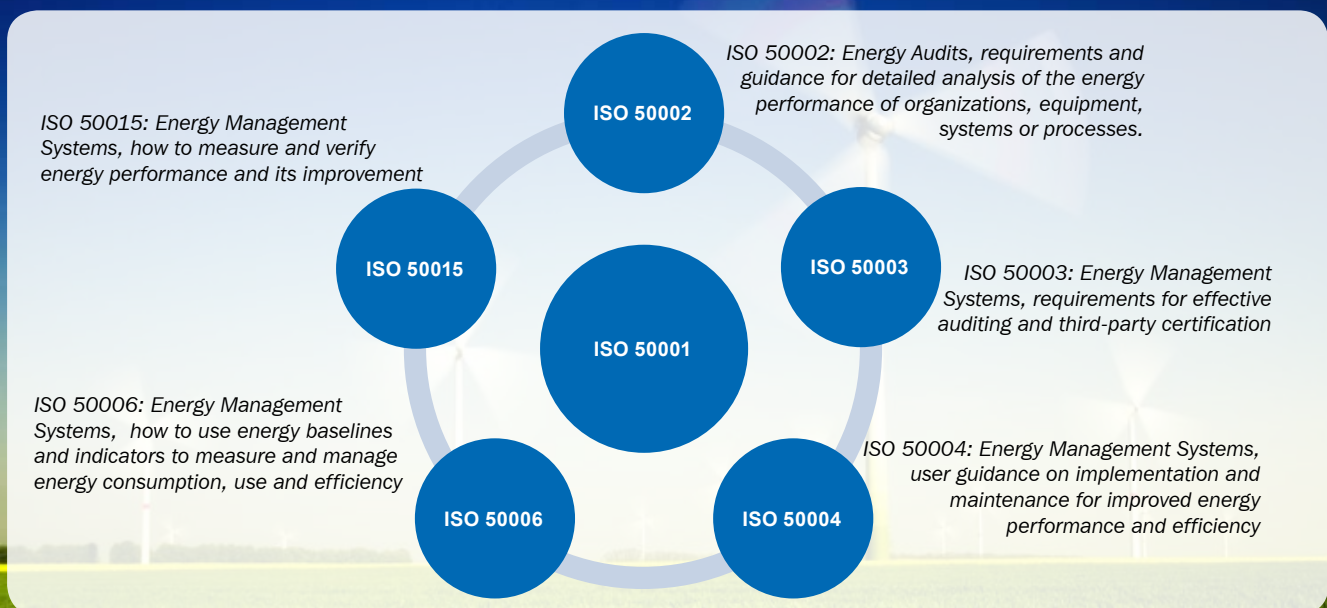 ISO 50002
ISO 50002: Energy Audits, requirements and
guidance for detailed analysis of the energy
performance of organizations, equipment,
systems or processes.
ISO 50015: Energy Management
Systems, how to measure and verify
energy performance and its improvement
ISO 50015
ISO 50003
ISO 50003: Energy Management
Systems, requirements for effective
auditing and third-party certification
ISO 50001
ISO 50006: Energy Management
Systems,  how to use energy baselines
and indicators to measure and manage
energy consumption, use and efficiency
ISO 50006
ISO 50004
ISO 50004: Energy Management Systems,
user guidance on implementation and
maintenance for improved energy
performance and efficiency